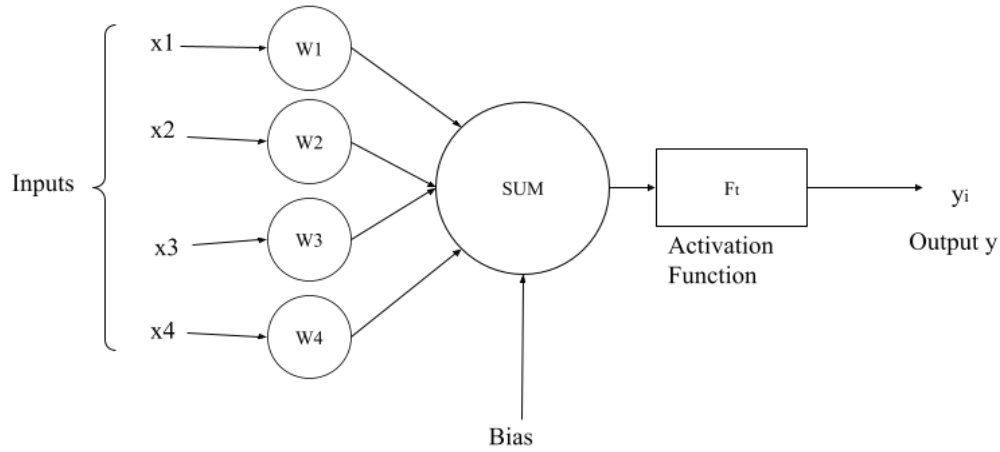 x1
W1
x2
W2
Inputs
SUM
Ft
yi
x3
W3
Activation
Function
Output y
x4
W4
Bias